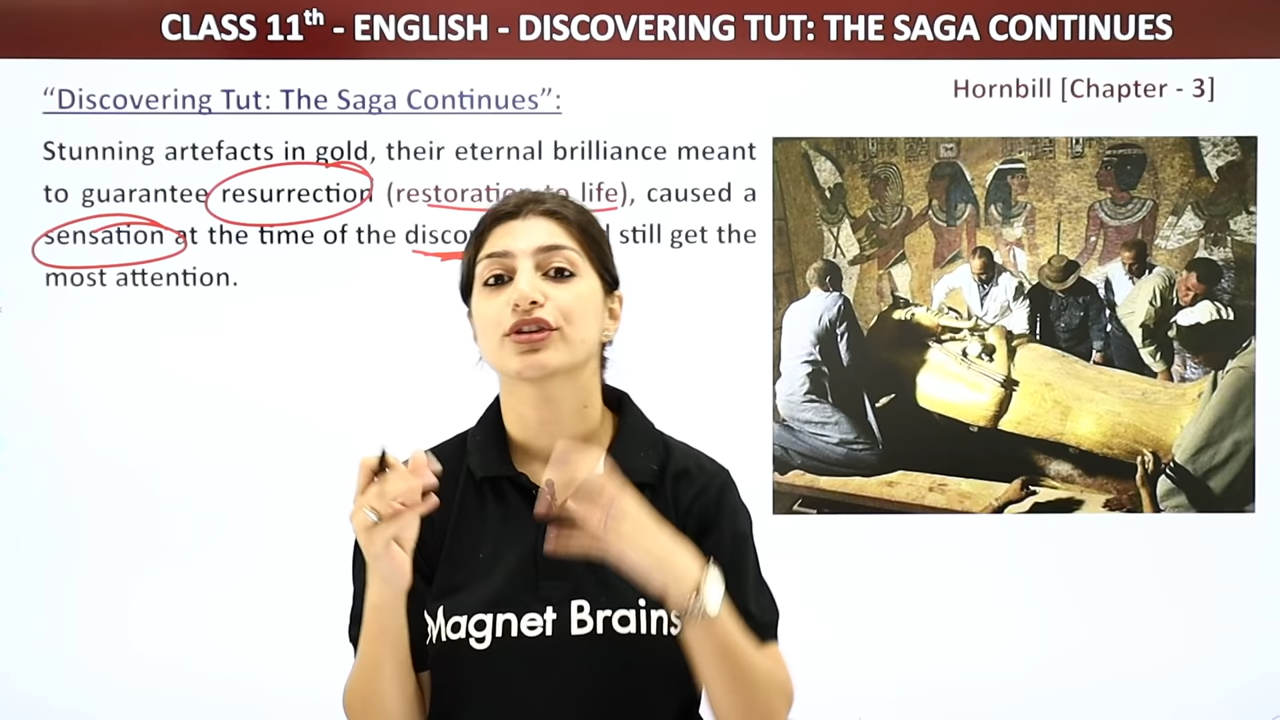 CLASS 11th - ENGLISH - DISCOVERING TUT: THE SAGA CONTINUES
“Discovering Tut: The Saga Continues”:
Hornbill [Chapter - 3]
Stunning artefacts in gold, their eternal brilliance meant
to guarantee resurrection (restoration to life), caused a
sensation at the time of the still get the
most attention.
Magnet Brains